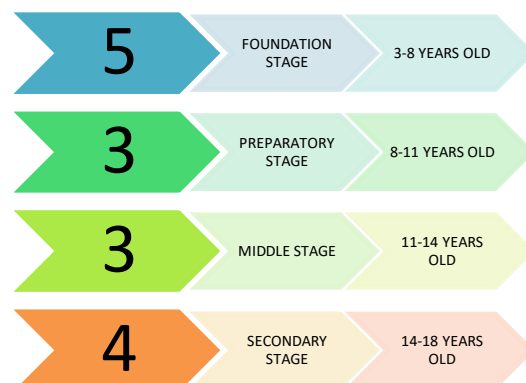 5
FOUNDATION
STAGE
3-8 YEARS OLD
3
PREPARATORY
STAGE
8-11 YEARS OLD
3
MIDDLE STAGE
11-14 YEARS
OLD
4
SECONDARY
STAGE
14-18 YEARS
OLD